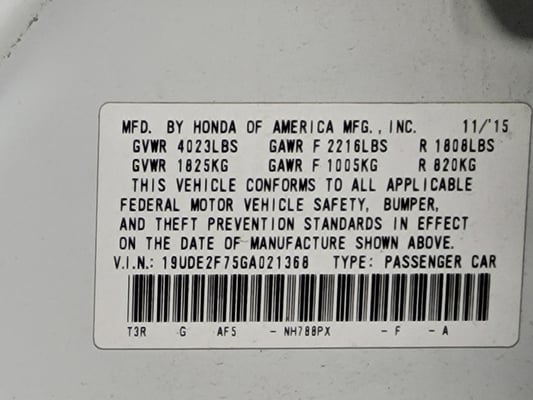 MFD. BY HONDA OF AMERICA MFG., INC. 11/'15
GVWR 4023LBS GAWR F 2216LBS R 1808LBS
GVWR 1825KG GAWR F 1005KG R 820KG
THIS VEHICLE CONFORMS TO ALL APPLICABLE
FEDERAL MOTOR VEHICLE SAFETY, BUMPER,
AND THEFT PREVENTION STANDARDS IN EFFECT
ON THE DATE OF MANUFACTURE SHOWN ABOVE.
V.I.N.: 19UDE2F75GA021368 TYPE: PASSENGER CAR
T3R G AF5 - NH788PX - F - A